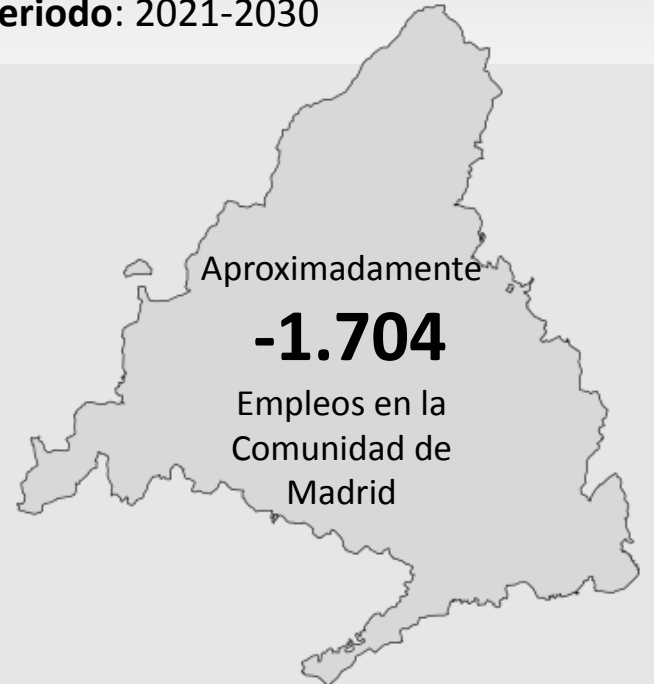 eriodo: 2021-2030
Aproximadamente
-1.704
Empleos en la
Comunidad de
Madrid